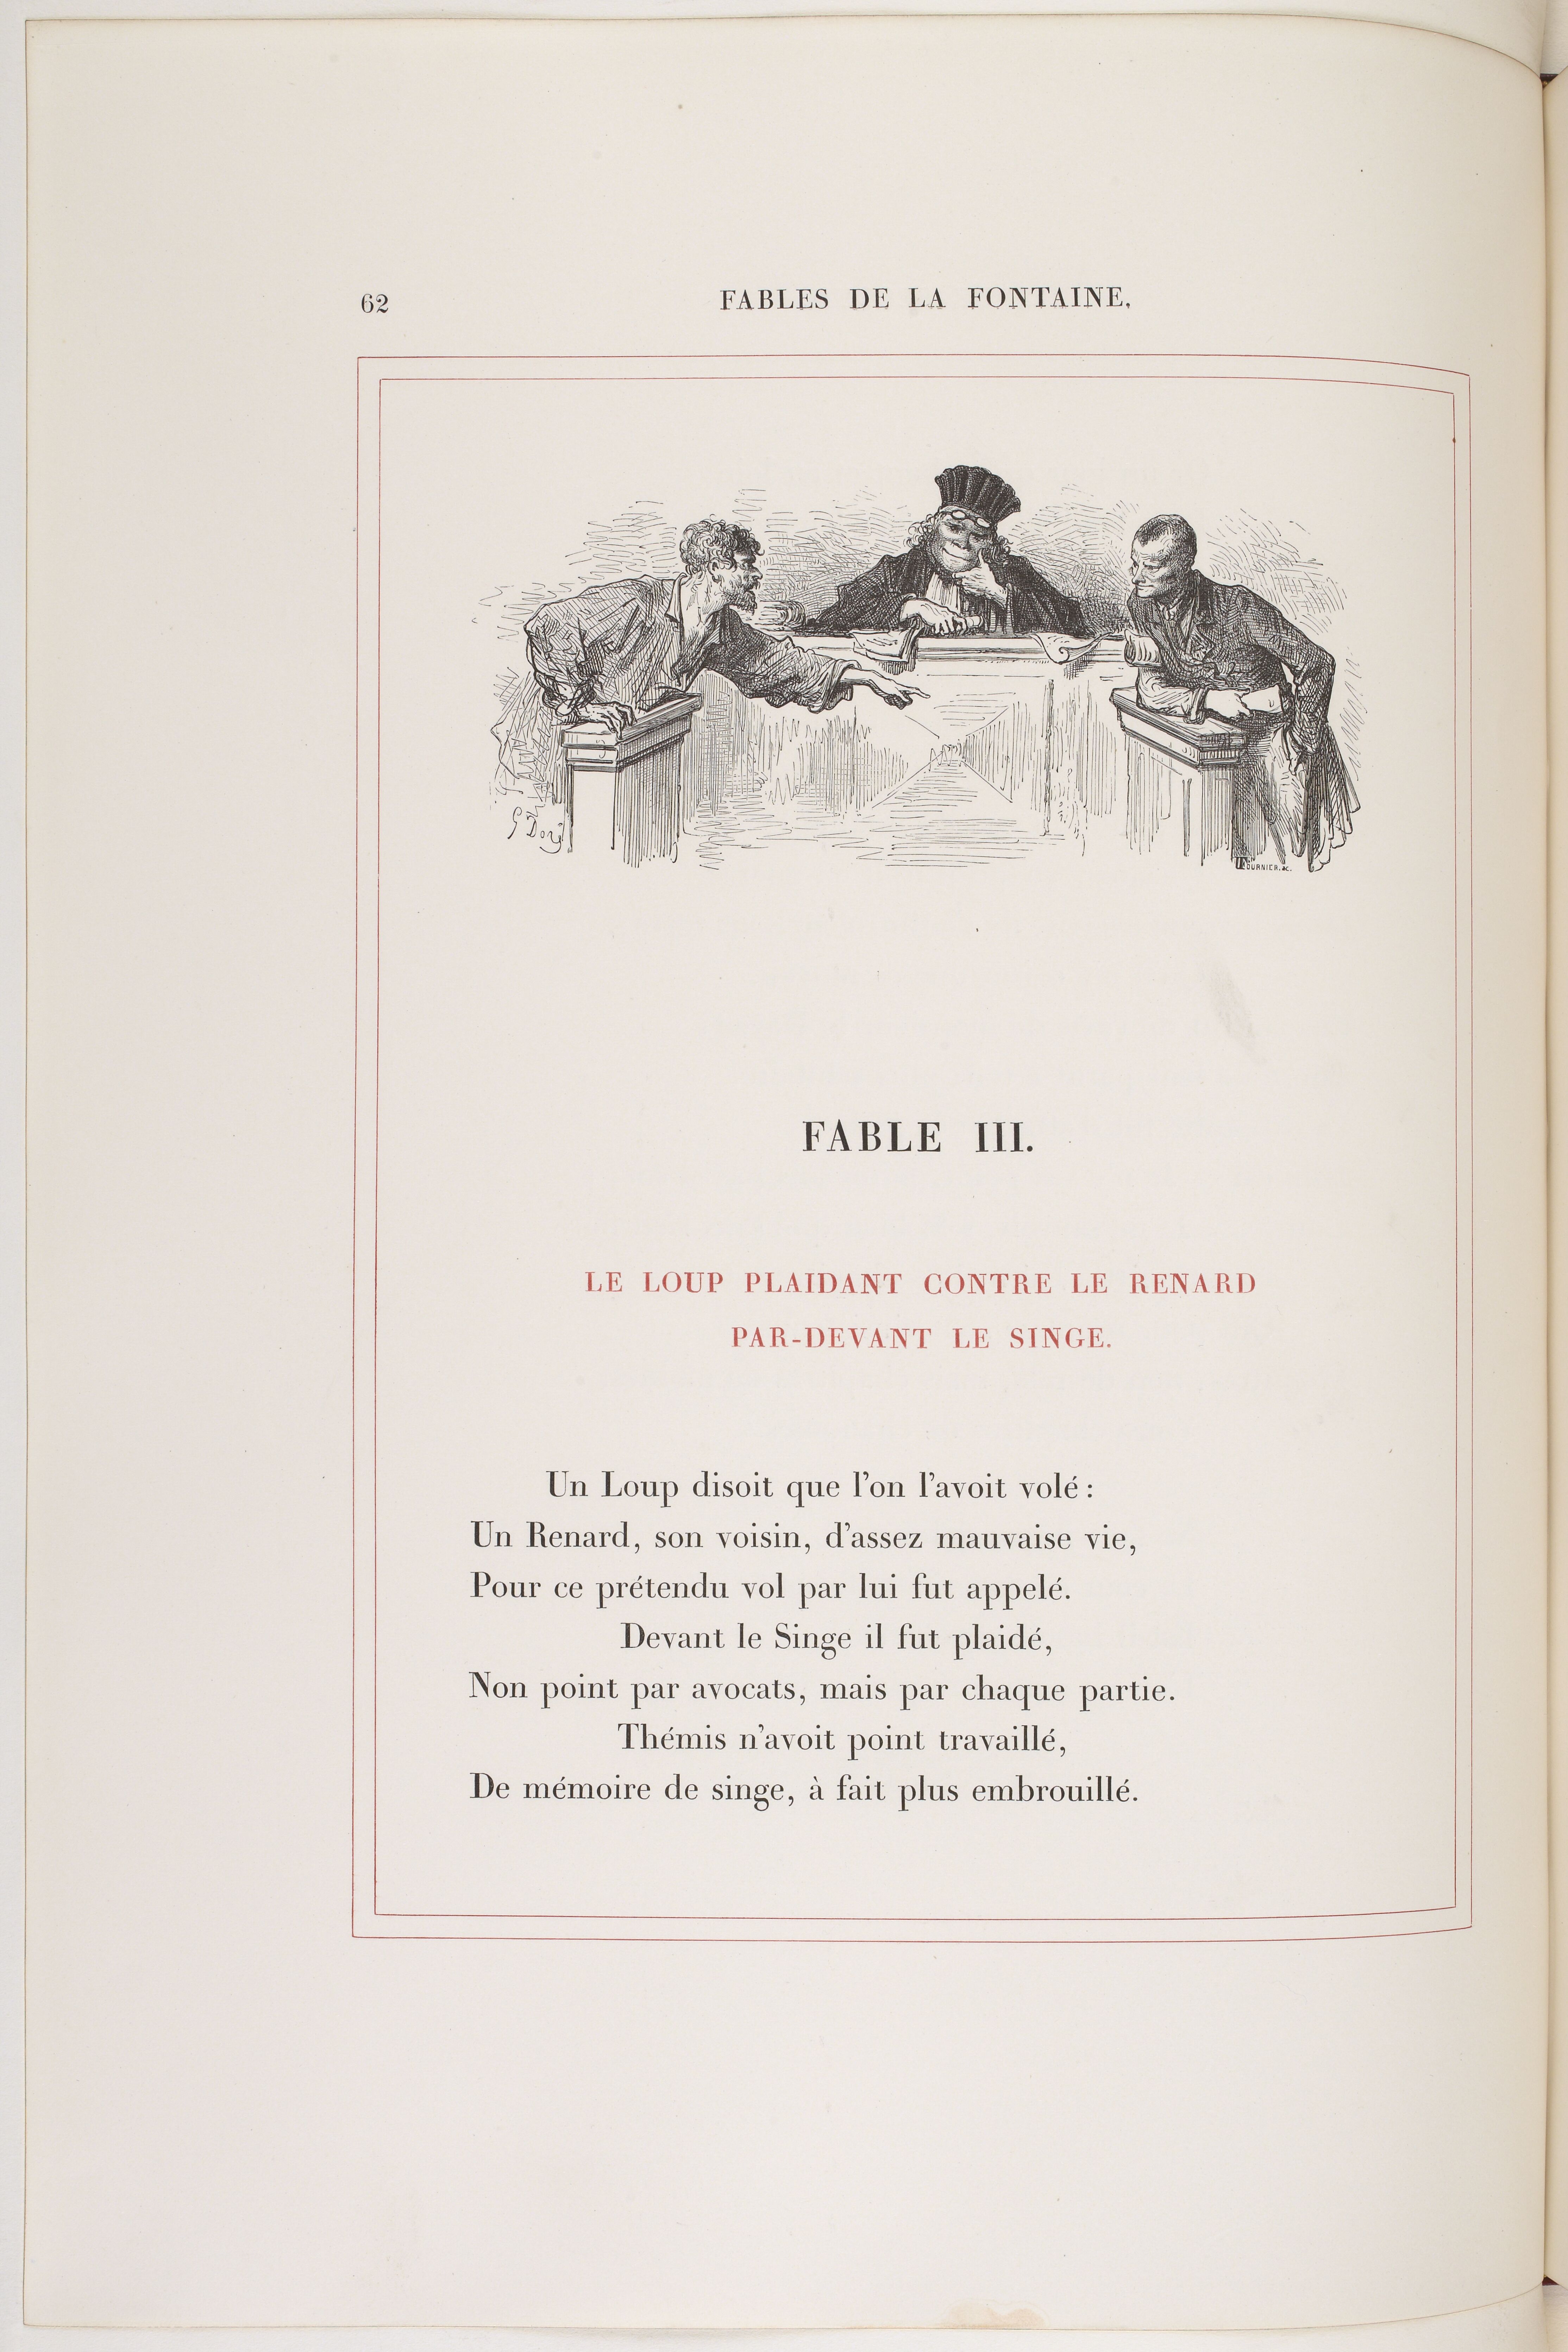 62
FABLES DE LA FONTAINE.
G Doré
FOURNIER. sc.
FABLE III.
LE LOUP PLAIDANT CONTRE LE RENARD
PAR-DEVANT LE SINGE.
Un Loup disoit que l'on l'avoit volé :
Un Renard, son voisin, d'assez mauvaise vie,
Pour ce prétendu vol par lui fut appelé.
Devant le Singe il fut plaidé,
Non point par avocats, mais par chaque partie.
Thémis n'avoit point travaillé,
De mémoire de singe, à fait plus embrouillé.